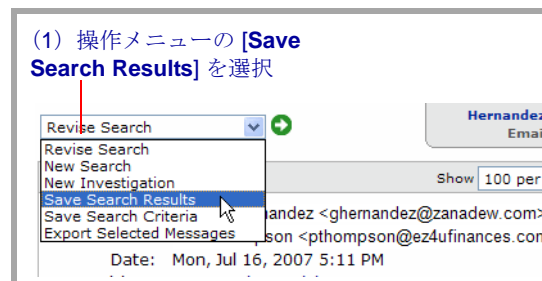 (1) 操作メニューの [Save
Search Results] を選択
Revise Search
Hernandez
Emai
Revise Search
New Search
New Investigation
Save Search Results
Save Search Criteria
Export Selected Messages
Show 100 per
nandez <ghernandez@zanadew.com>
son <pthompson@ez4ufinances.com
Date: Mon, Jul 16, 2007 5:11 PM